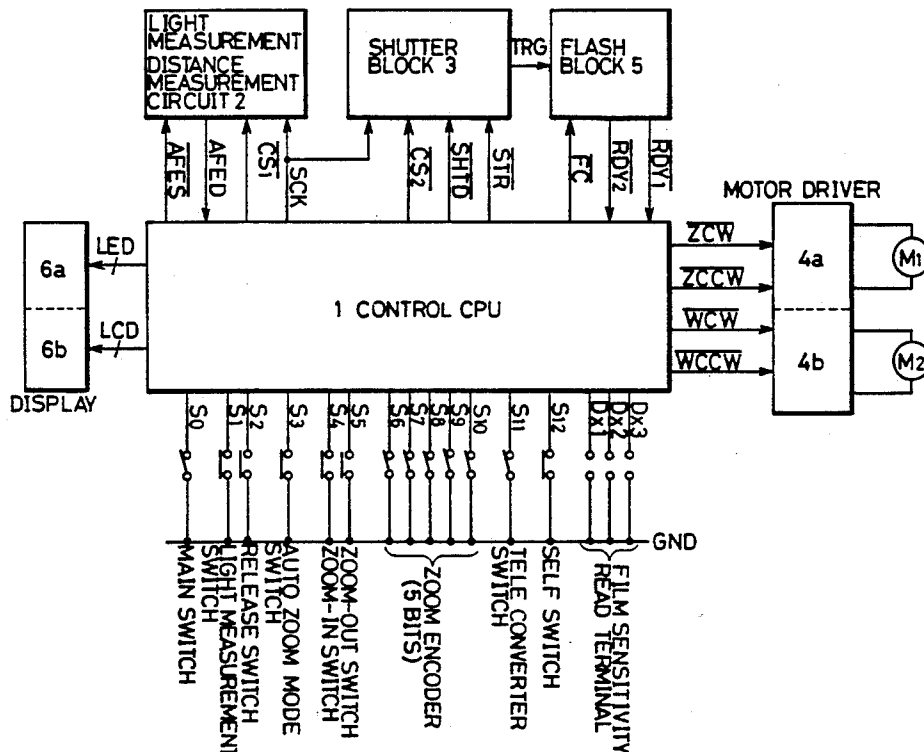 LIGHT
MEASUREMENT
DISTANCE
MEASUREMENT
CIRCUIT 2
SHUTTER
BLOCK 3
TRG
FLASH
BLOCK 5
AFES
AFED
CS1
SCK
CS2
SHTD
STR
FC
RDY2
RDY1
MOTOR DRIVER
6a
6b
LED
LCD
DISPLAY
1 CONTROL CPU
ZCW
ZCCW
WCW
WCCW
4a
4b
M1
M2
S0
S1
S2
S3
S4
S5
S6
S7
S8
S9
S10
S11
S12
DX1
DX2
DX3
GND
MAIN SWITCH
LIGHT MEASUREMENT
SWITCH
RELEASE SWITCH
AUTO ZOOM MODE
SWITCH
ZOOM-IN SWITCH
ZOOM-OUT SWITCH
ZOOM ENCODER
(5 BITS)
TELE CONVERTER
SWITCH
SELF SWITCH
FILM SENSITIVITY
READ TERMINAL